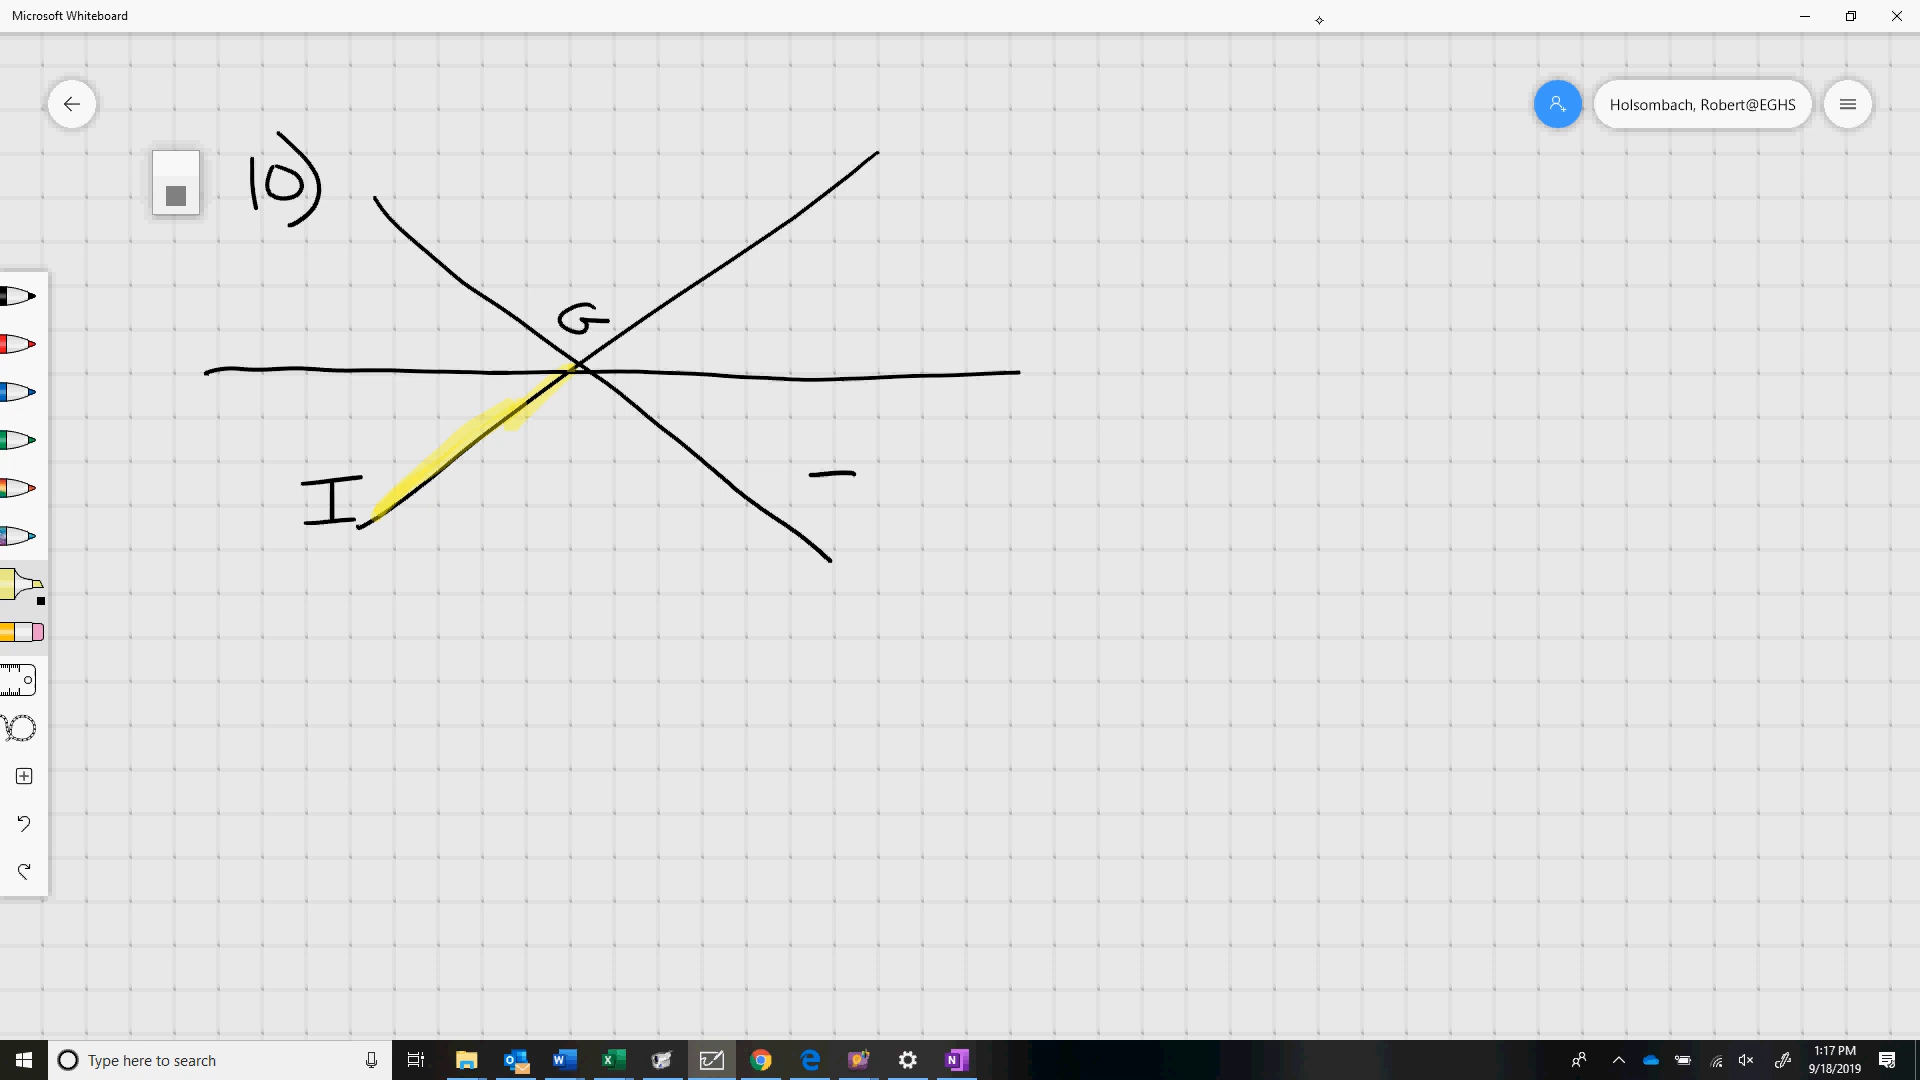 Microsoft Whiteboard
Holsombach, Robert@EGHS
10)
G
I
Type here to search
1:17 PM
9/18/2019